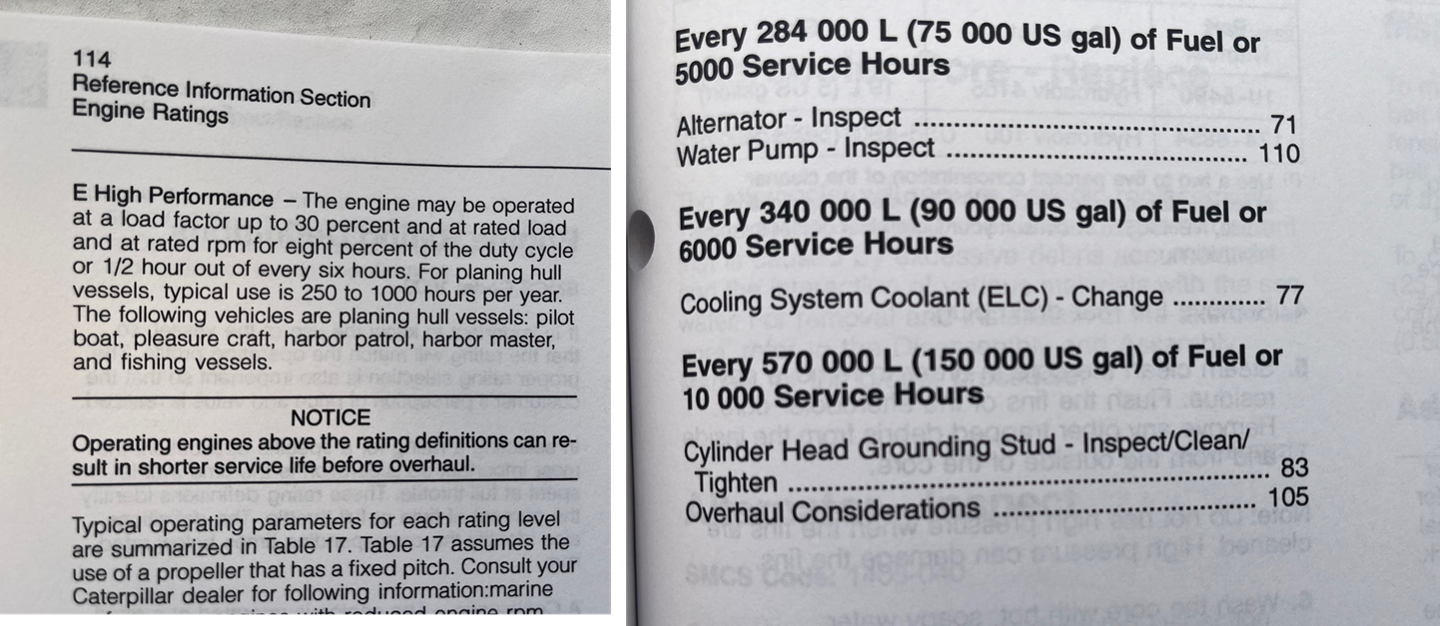 114
Reference Information Section
Engine Ratings
E High Performance – The engine may be operated
at a load factor up to 30 percent and at rated load
and at rated rpm for eight percent of the duty cycle
or 1/2 hour out of every six hours. For planing hull
vessels, typical use is 250 to 1000 hours per year.
The following vehicles are planing hull vessels: pilot
boat, pleasure craft, harbor patrol, harbor master,
and fishing vessels.
NOTICE
Operating engines above the rating definitions can re-
sult in shorter service life before overhaul.
Typical operating parameters for each rating level
are summarized in Table 17. Table 17 assumes the
use of a propeller that has a fixed pitch. Consult your
Caterpillar dealer for following information:marine
with reduced engine rpm
Every 284 000 L (75 000 US gal) of Fuel or
5000 Service Hours
Alternator - Inspect ................................................ 71
Water Pump - Inspect .......................................... 110
Every 340 000 L (90 000 US gal) of Fuel or
6000 Service Hours
Cooling System Coolant (ELC) - Change ............. 77
Every 570 000 L (150 000 US gal) of Fuel or
10 000 Service Hours
Cylinder Head Grounding Stud - Inspect/Clean/
Tighten ................................................................. 83
Overhaul Considerations .................................... 105